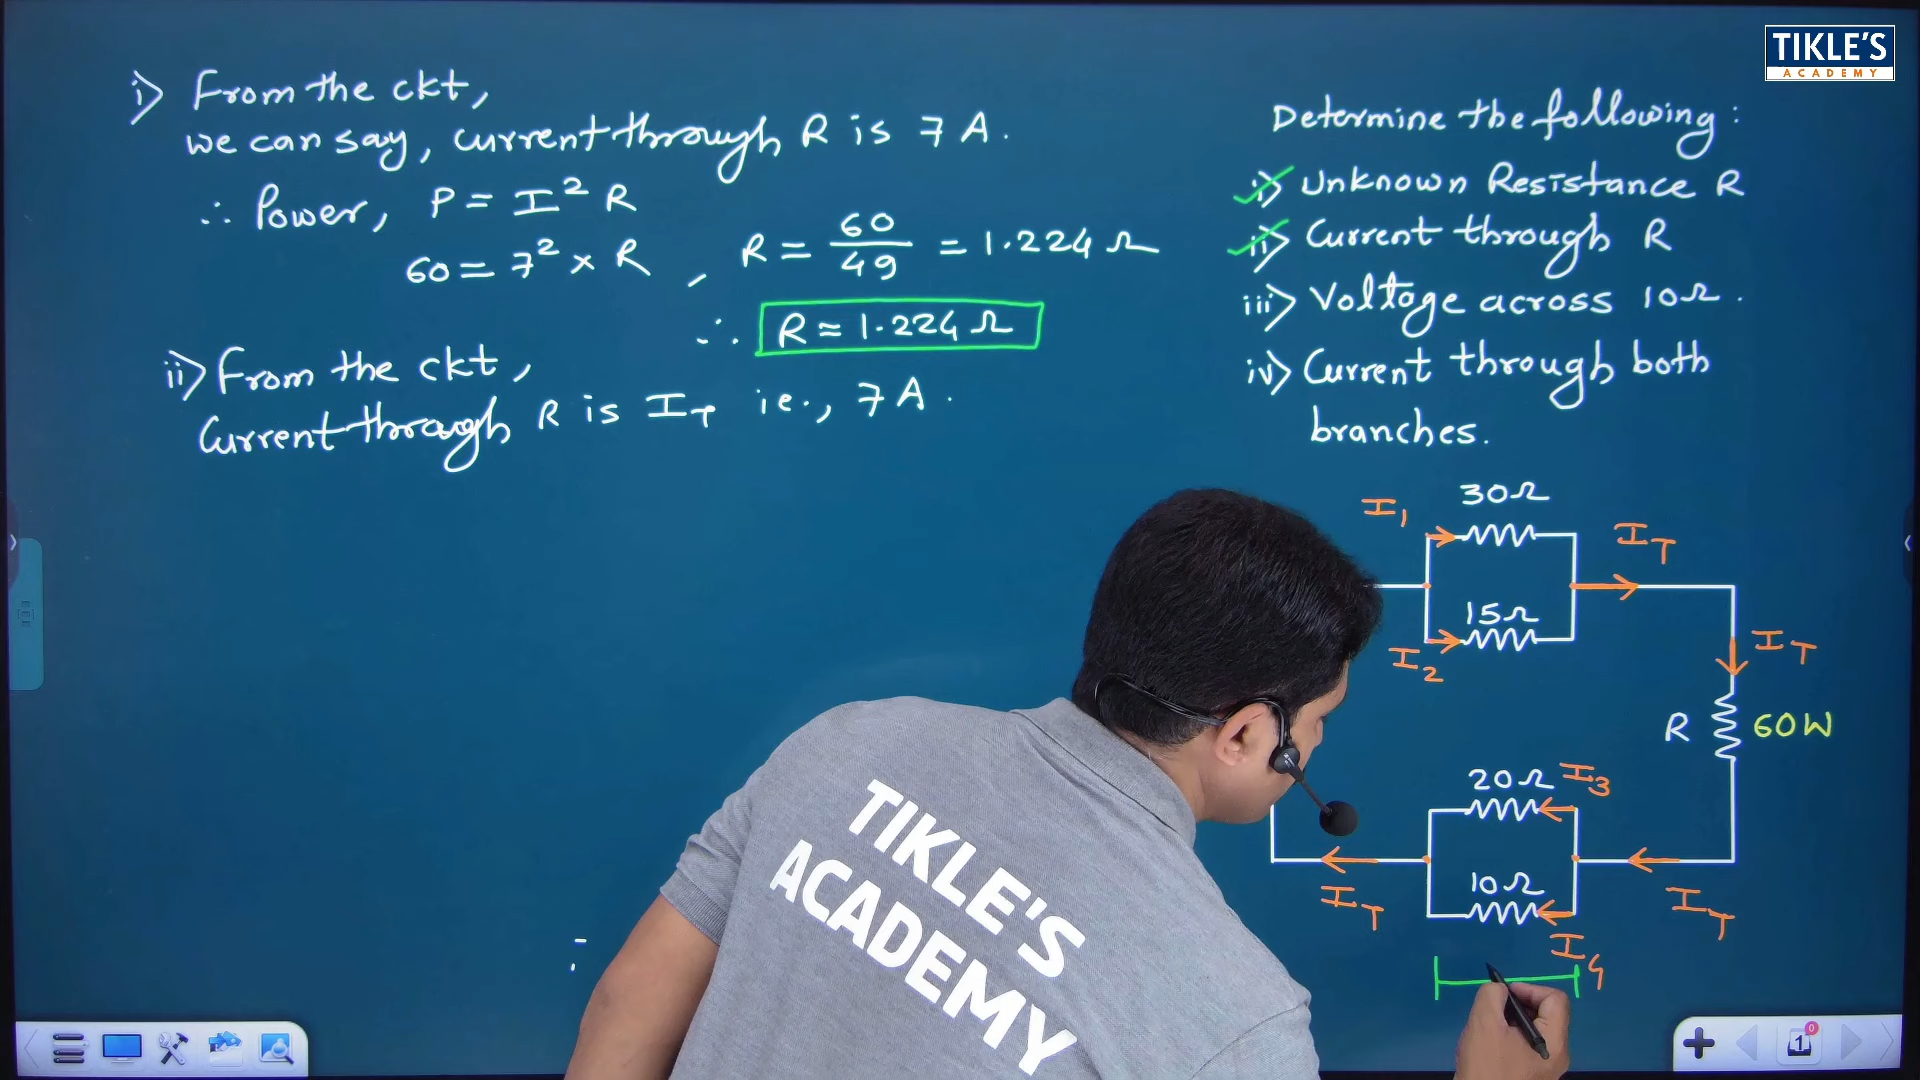 TIKLE'S
ACADEMY
i) From the ckt,
we can say, current through R is 7 A.
∴ Power, P = I² R
60 = 7² × R , R = 60/49 = 1.224 Ω
∴ R = 1.224 Ω
ii) From the ckt,
Current through R is I_T ie., 7 A.
Determine the following :
i) Unknown Resistance R
ii) Current through R
iii) Voltage across 10Ω.
iv) Current through both
branches.
I₁
30Ω
I_T
15Ω
I₂
I_T
R
60W
20Ω
I₃
10Ω
I_T
I_T
I₄
TIKLE'S
ACADEMY
1
0